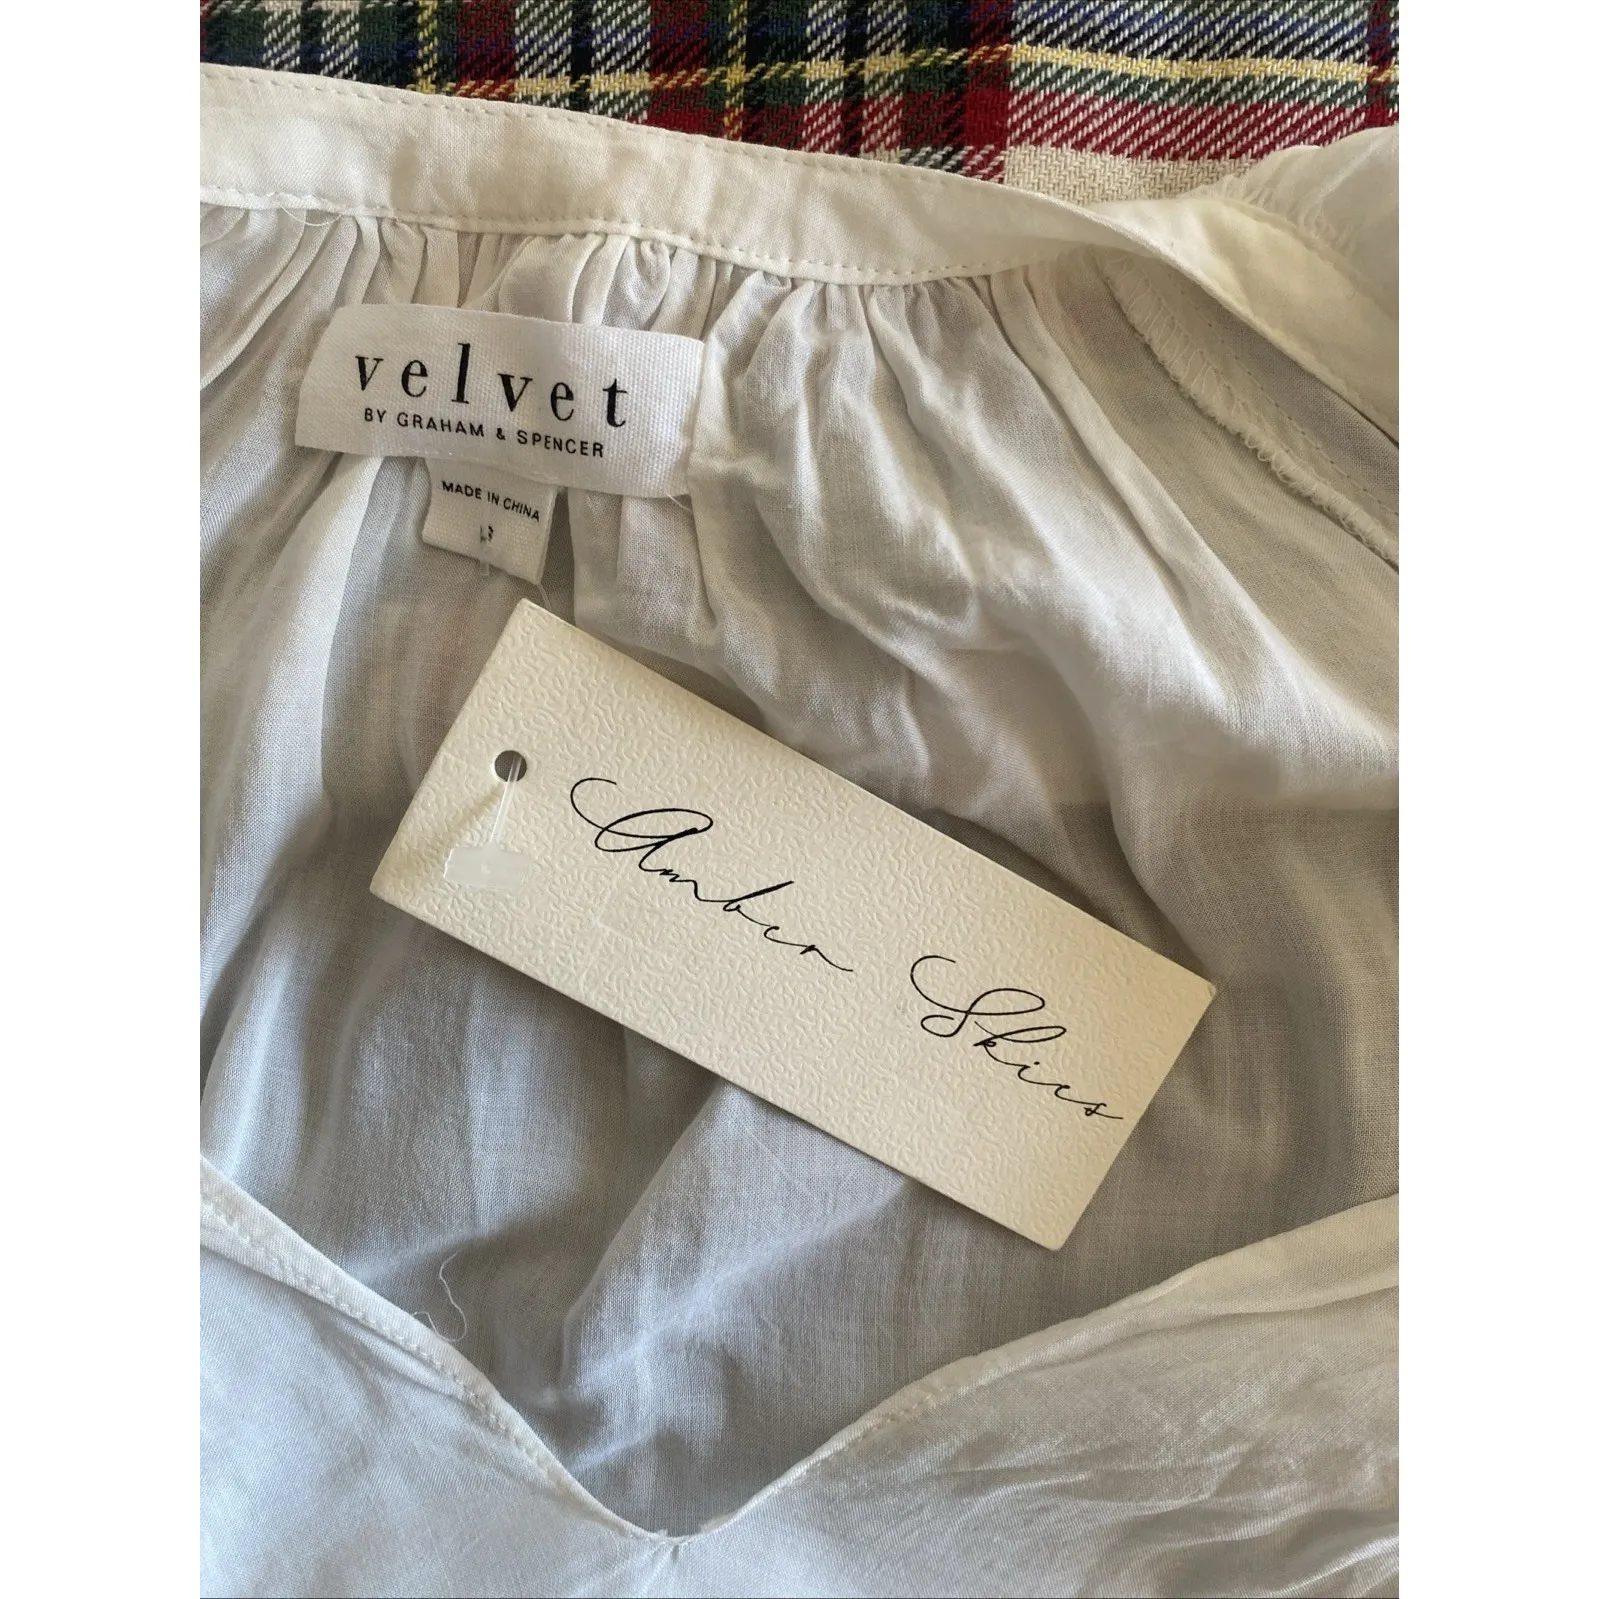 velvet
BY GRAHAM & SPENCER
MADE IN CHINA
Amber Skies